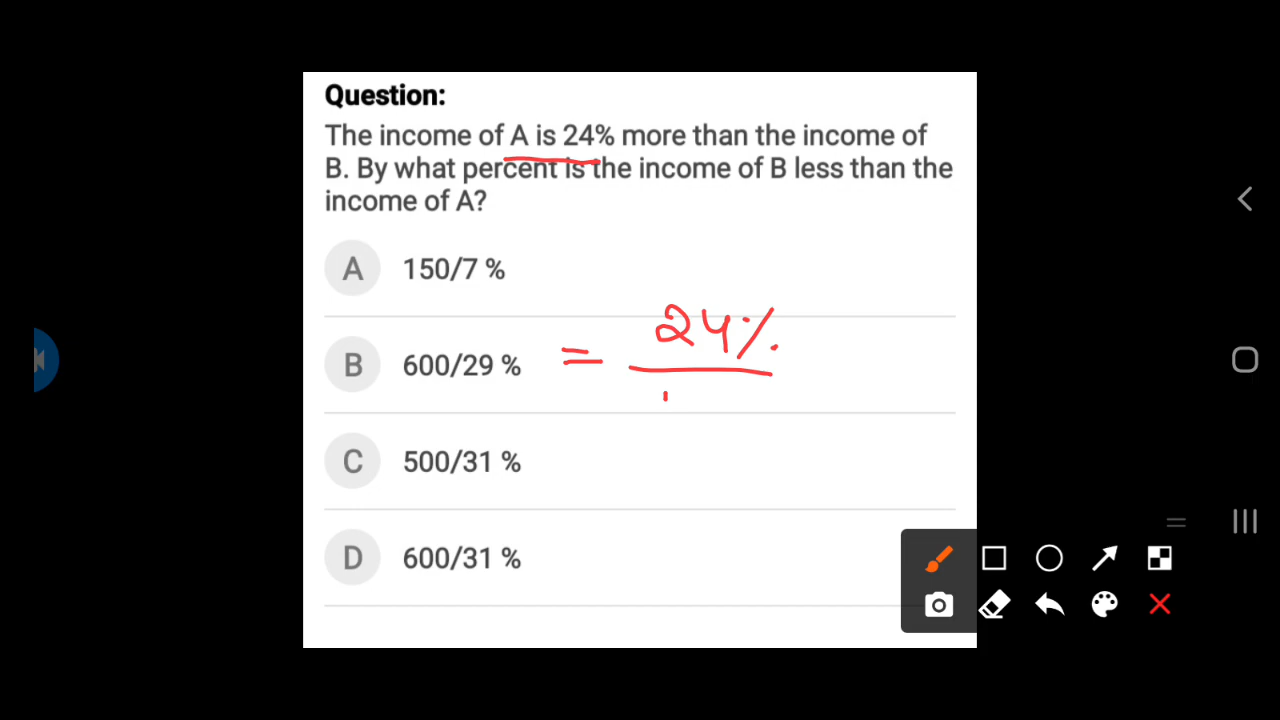 Question:
The income of A is 24% more than the income of
B. By what percent is the income of B less than the
income of A?
A 150/7 %
B 600/29 %
= 24%
C 500/31 %
D 600/31 %